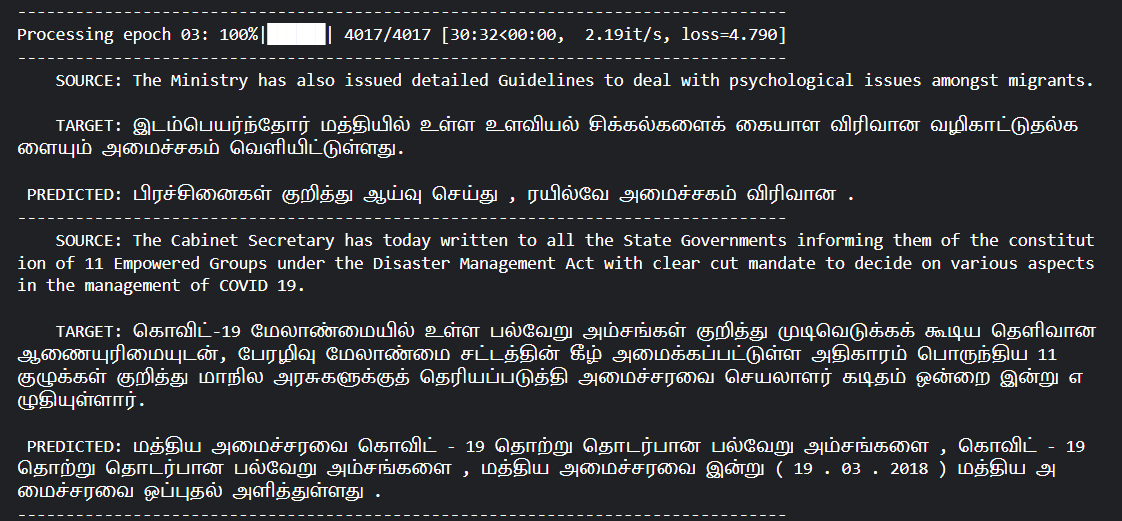 --------------------------------------------------------------------------------
Processing epoch 03: 100%|██████| 4017/4017 [30:32<00:00,  2.19it/s, loss=4.790]
--------------------------------------------------------------------------------
SOURCE: The Ministry has also issued detailed Guidelines to deal with psychological issues amongst migrants.
TARGET: இடம்பெயர்ந்தோர் மத்தியில் உள்ள உளவியல் சிக்கல்களைக் கையாள விரிவான வழிகாட்டுதல்க
ளையும் அமைச்சகம் வெளியிட்டுள்ளது.
PREDICTED: பிரச்சினைகள் குறித்து ஆய்வு செய்து , ரயில்வே அமைச்சகம் விரிவான .
--------------------------------------------------------------------------------
SOURCE: The Cabinet Secretary has today written to all the State Governments informing them of the constitut
ion of 11 Empowered Groups under the Disaster Management Act with clear cut mandate to decide on various aspects
in the management of COVID 19.
TARGET: கொவிட்-19 மேலாண்மையில் உள்ள பல்வேறு அம்சங்கள் குறித்து முடிவெடுக்கக் கூடிய தெளிவான
ஆணையுரிமையுடன், பேரழிவு மேலாண்மை சட்டத்தின் கீழ் அமைக்கப்பட்டுள்ள அதிகாரம் பொருந்திய 11
குழுக்கள் குறித்து மாநில அரசுகளுக்குத் தெரியப்படுத்தி அமைச்சரவை செயலாளர் கடிதம் ஒன்றை இன்று எ
ழுதியுள்ளார்.
PREDICTED: மத்திய அமைச்சரவை கொவிட் - 19 தொற்று தொடர்பான பல்வேறு அம்சங்களை , கொவிட் - 19
தொற்று தொடர்பான பல்வேறு அம்சங்களை , மத்திய அமைச்சரவை இன்று ( 19 . 03 . 2018 ) மத்திய அ
மைச்சரவை ஒப்புதல் அளித்துள்ளது .
--------------------------------------------------------------------------------